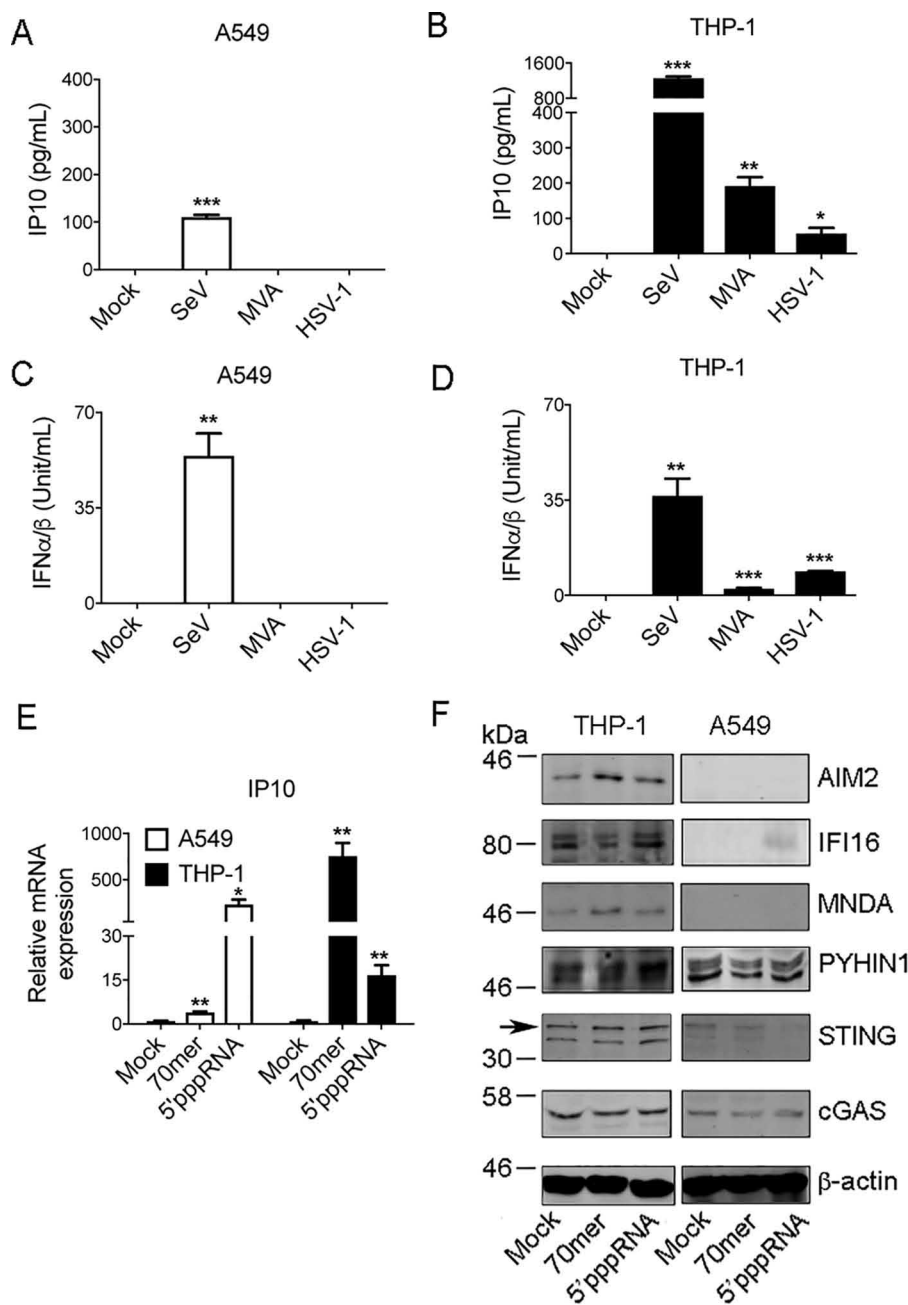 A
A549
IP10 (pg/mL)
400
300
200
100
0
***
Mock
SeV
MVA
HSV-1
B
THP-1
IP10 (pg/mL)
1600
800
400
300
200
100
0
***
**
*
Mock
SeV
MVA
HSV-1
C
A549
IFNα/β (Unit/mL)
70
35
0
**
Mock
SeV
MVA
HSV-1
D
THP-1
IFNα/β (Unit/mL)
70
35
0
**
***
***
Mock
SeV
MVA
HSV-1
E
IP10
Relative mRNA
expression
1000
500
30
15
0
A549
THP-1
**
*
**
**
Mock
70mer
5'pppRNA
Mock
70mer
5'pppRNA
F
kDa
THP-1
A549
46
AIM2
80
IFI16
46
MNDA
46
PYHIN1
30
STING
58
cGAS
46
β-actin
Mock
70mer
5'pppRNA
Mock
70mer
5'pppRNA